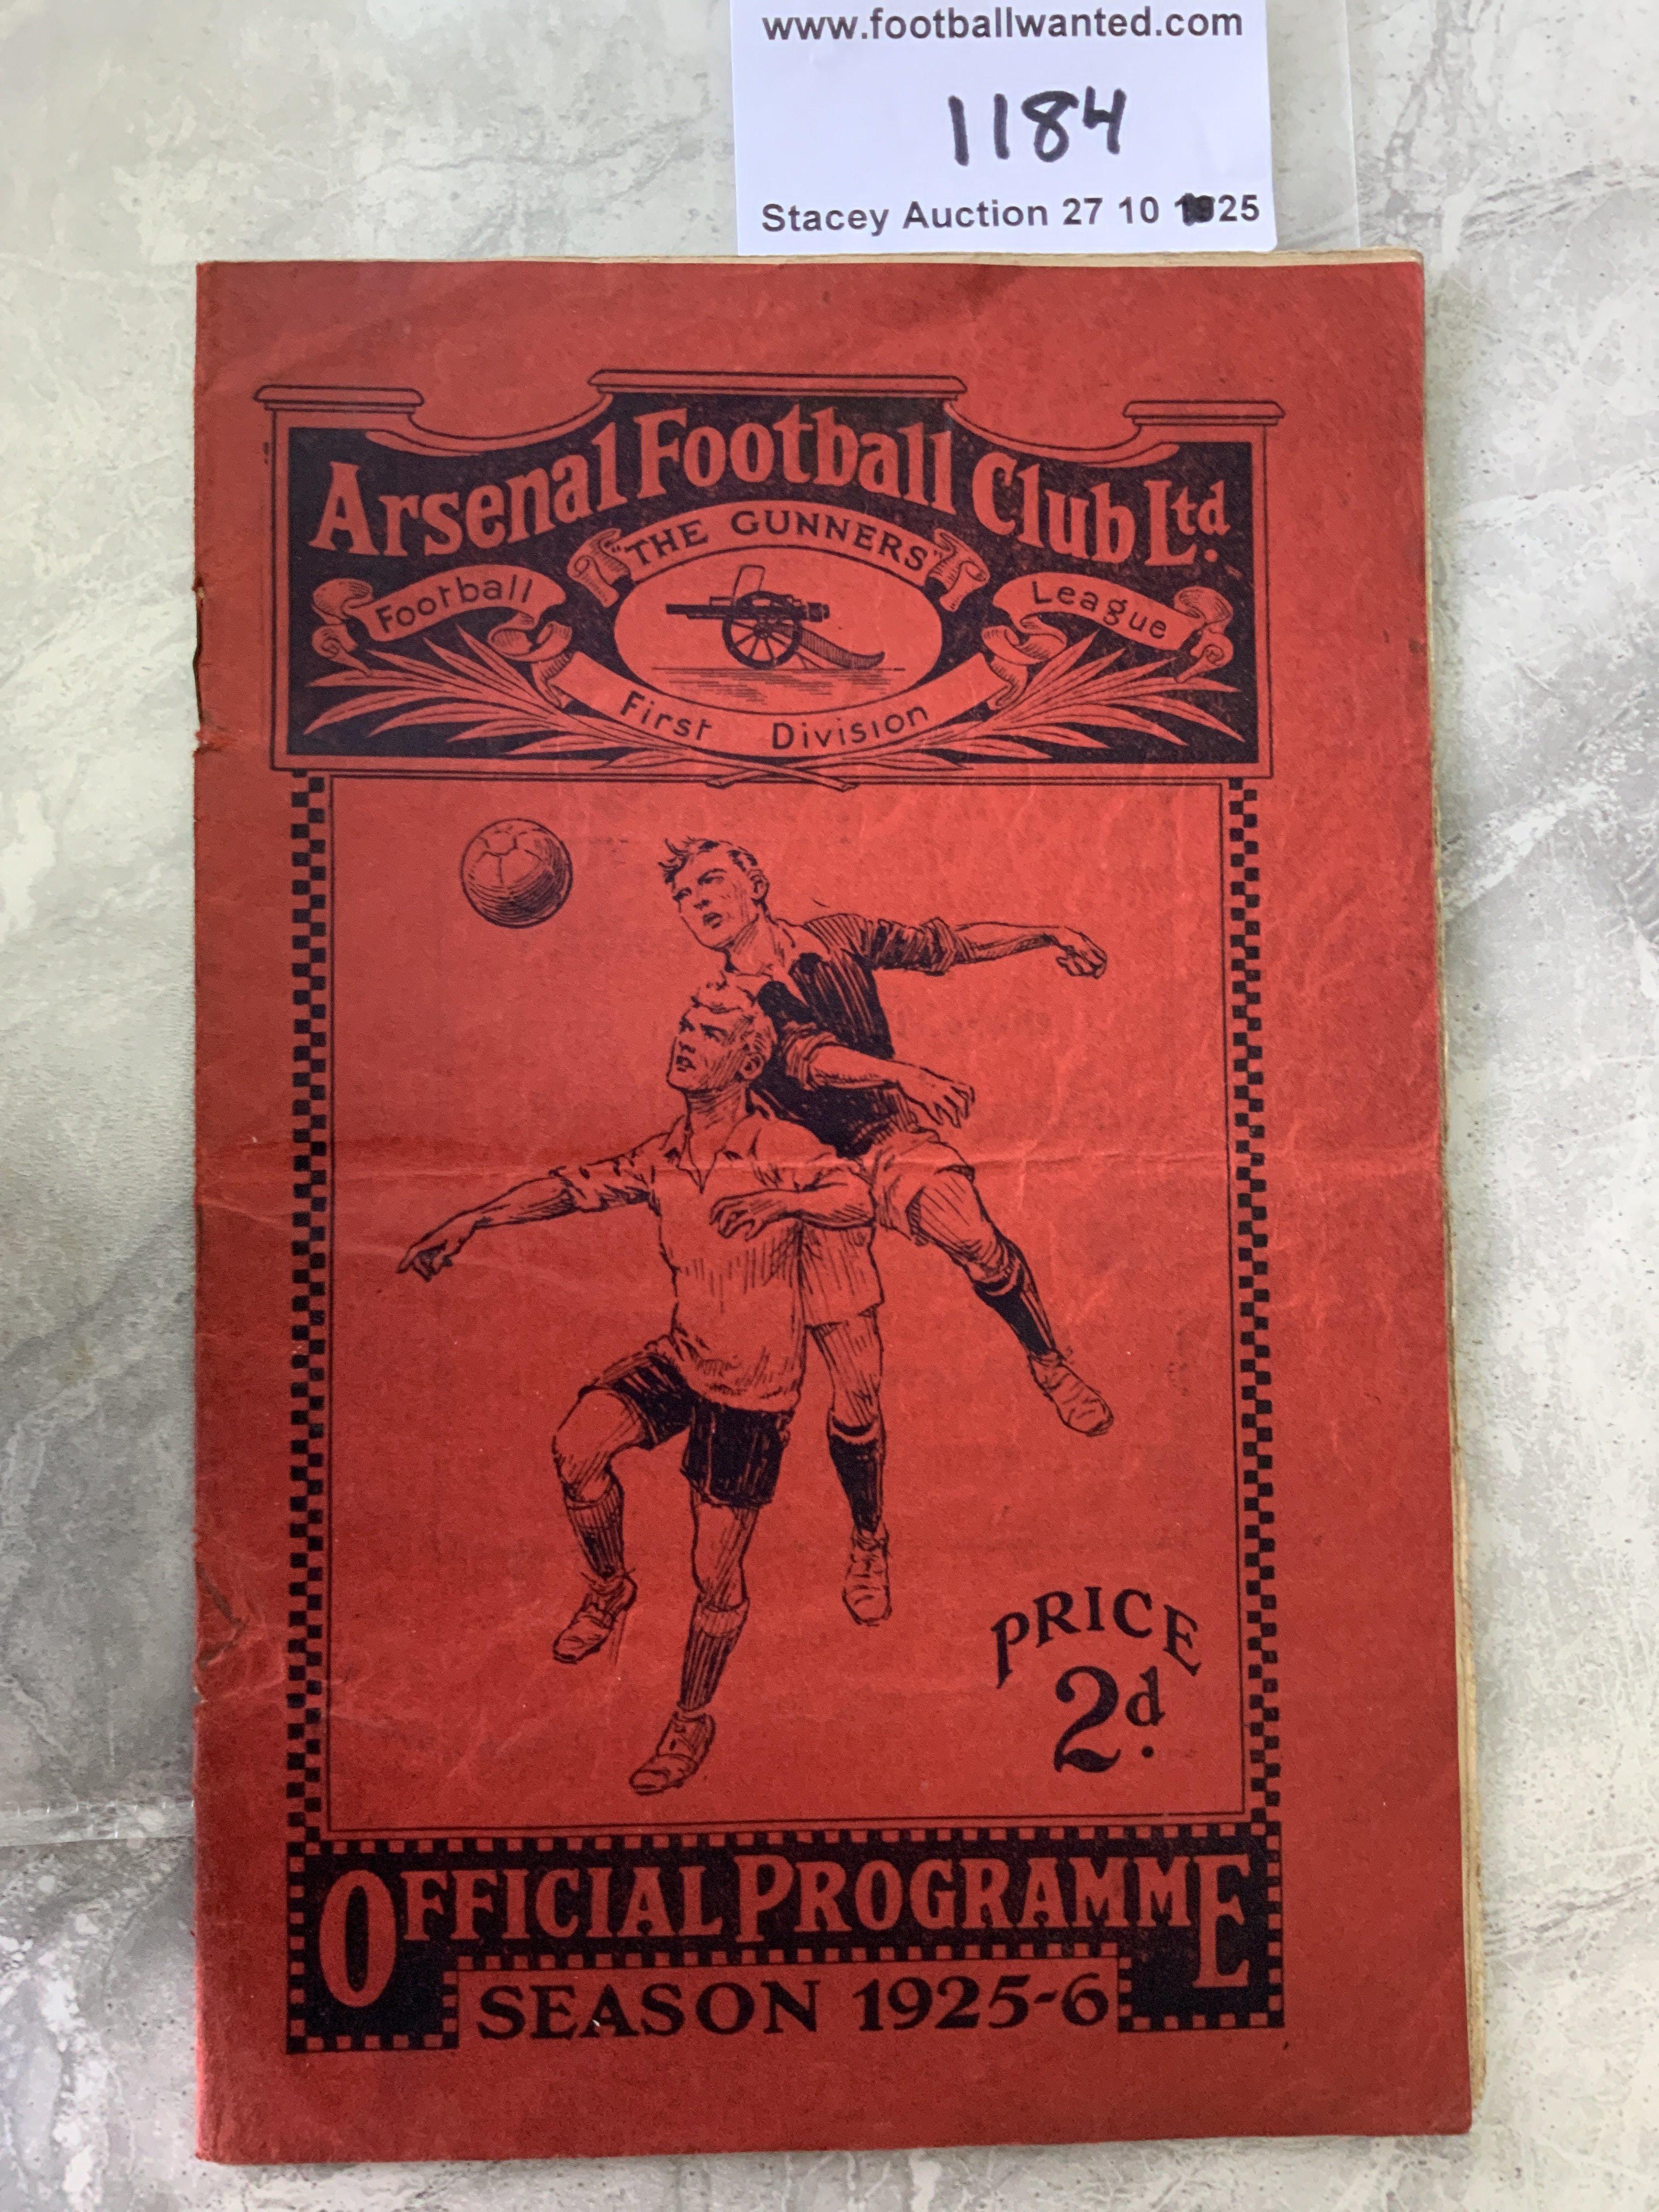 www.footballwanted.com
1184
Stacey Auction 27 10 25
Arsenal Football Club Ltd.
"THE GUNNERS"
Football League
First Division
PRICE
2d.
OFFICIAL PROGRAMME
SEASON 1925-6